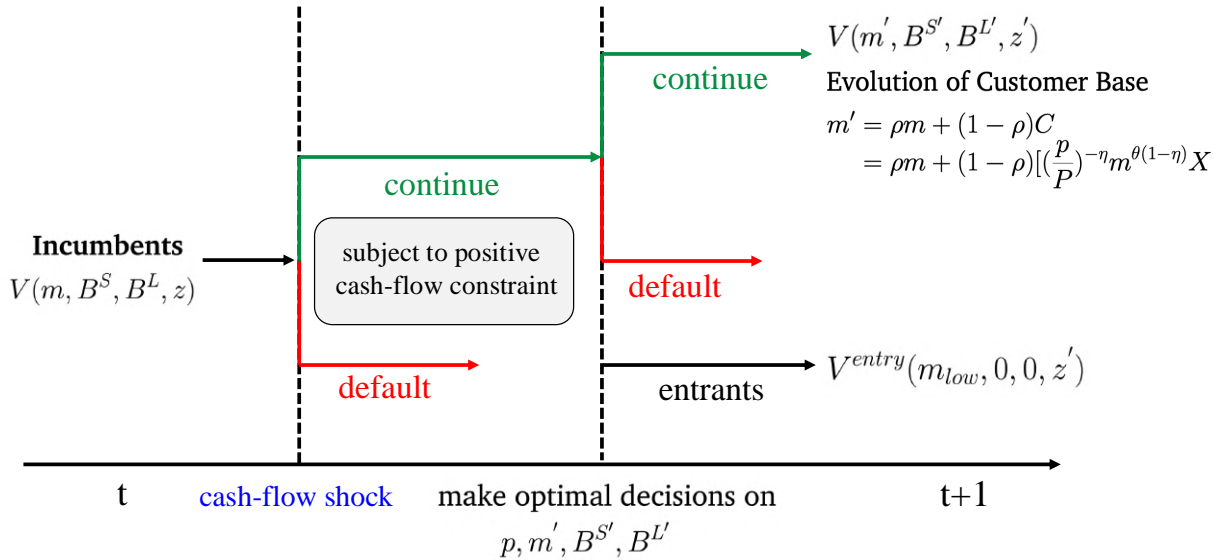 V(m′, B^{S′}, B^{L′}, z′)
continue
Evolution of Customer Base
m′ = ρm + (1 − ρ)C
= ρm + (1 − ρ)[(p/P)^{−η} m^{θ(1−η)} X
continue
Incumbents
V(m, B^S, B^L, z)
subject to positive
cash-flow constraint
default
default
entrants
V^{entry}(m_{low}, 0, 0, z′)
t
cash-flow shock
make optimal decisions on
p, m′, B^{S′}, B^{L′}
t+1